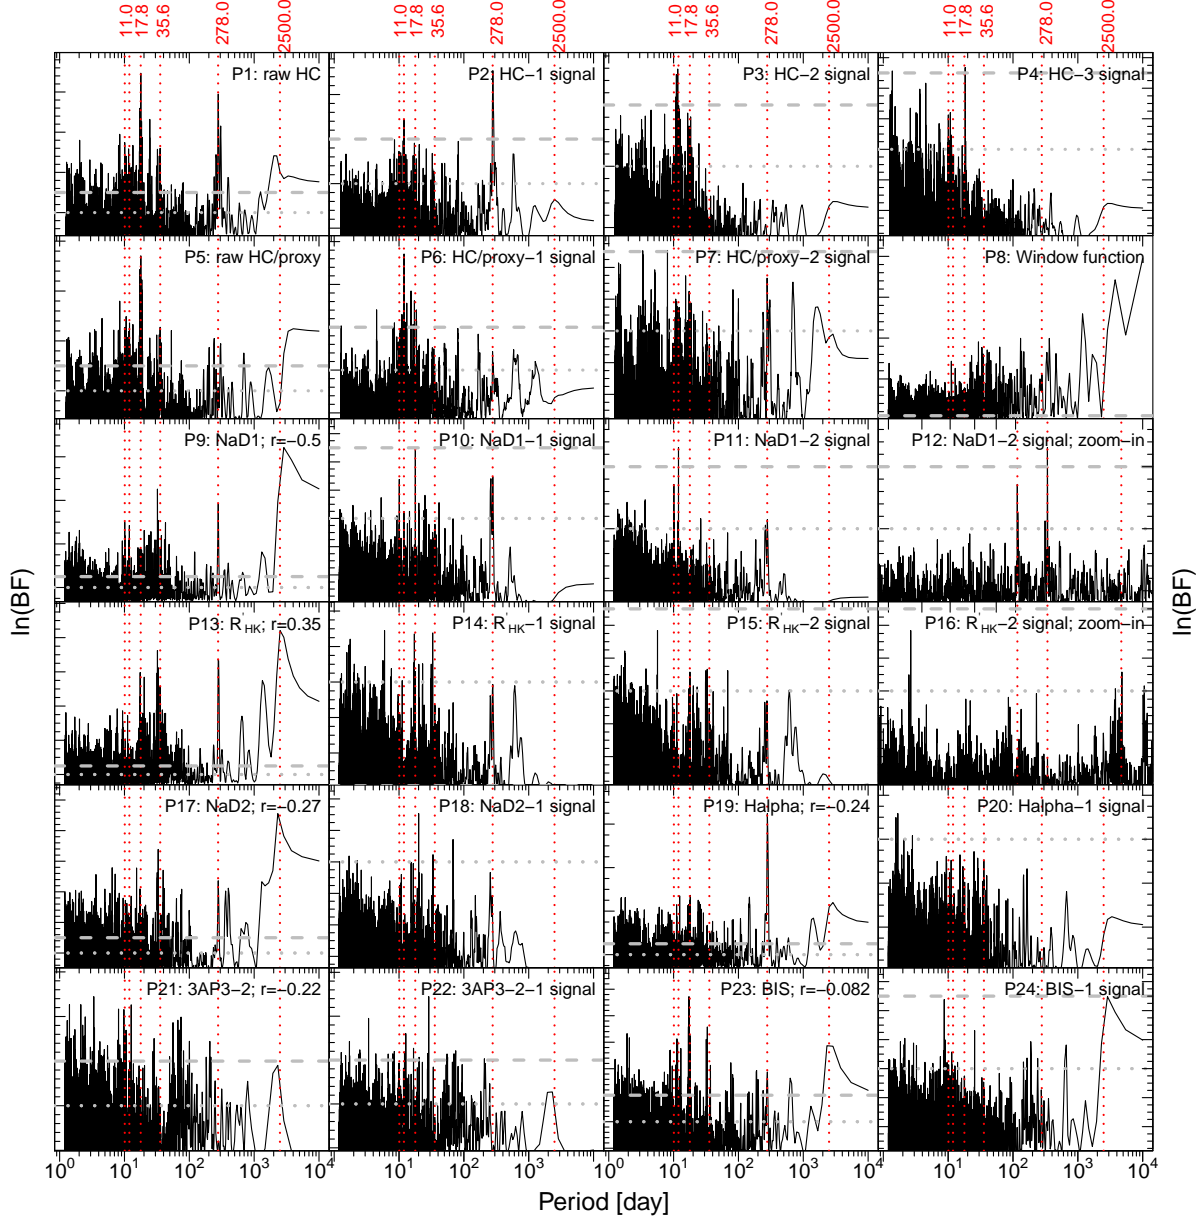 11.0
17.8
35.6
278.0
2500.0
11.0
17.8
35.6
278.0
2500.0
11.0
17.8
35.6
278.0
2500.0
11.0
17.8
35.6
278.0
2500.0
P1: raw HC
P2: HC−1 signal
P3: HC−2 signal
P4: HC−3 signal
P5: raw HC/proxy
P6: HC/proxy−1 signal
P7: HC/proxy−2 signal
P8: Window function
P9: NaD1; r=−0.5
P10: NaD1−1 signal
P11: NaD1−2 signal
P12: NaD1−2 signal; zoom−in
P13: R'HK; r=0.35
P14: R'HK−1 signal
P15: R'HK−2 signal
P16: R'HK−2 signal; zoom−in
P17: NaD2; r=−0.27
P18: NaD2−1 signal
P19: Halpha; r=−0.24
P20: Halpha−1 signal
P21: 3AP3−2; r=−0.22
P22: 3AP3−2−1 signal
P23: BIS; r=−0.082
P24: BIS−1 signal
ln(BF)
ln(BF)
10^0 10^1 10^2 10^3 10^4
10^1 10^2 10^3
10^0 10^1 10^2 10^3 10^4
10^1 10^2 10^3 10^4
Period [day]